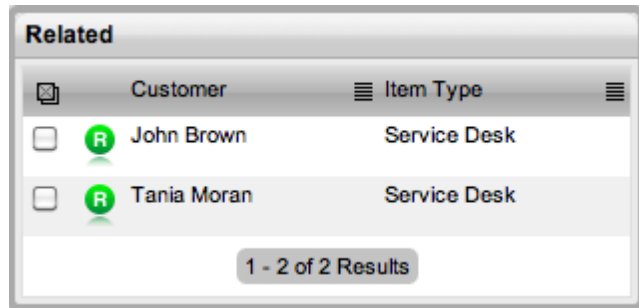 Related
Customer Item Type
R John Brown Service Desk
R Tania Moran Service Desk
1 - 2 of 2 Results